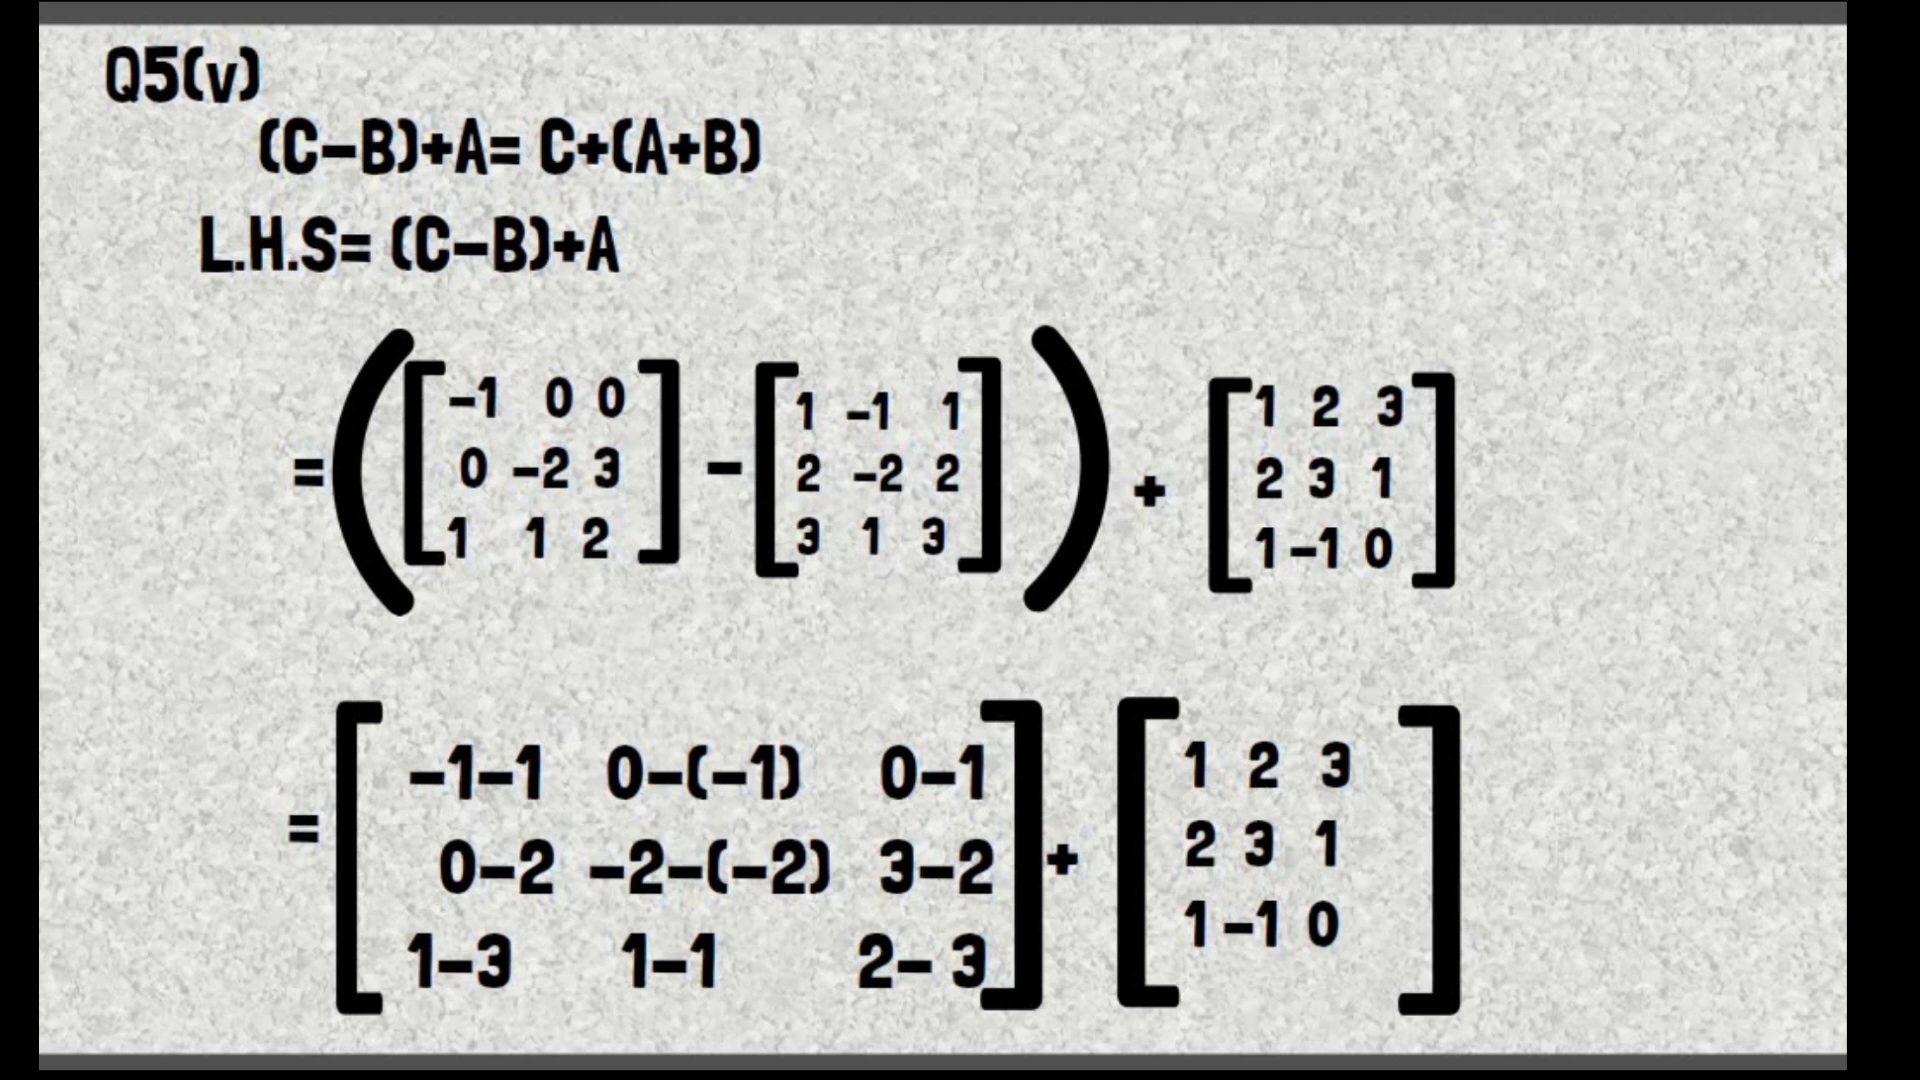 Q5(v)
(C-B)+A= C+(A+B)
L.H.S= (C-B)+A
=([-1 0 0] - [1 -1 1]) + [1 2 3]
0 -2 3 2 -2 2 2 3 1
1 1 2 3 1 3 1 -1 0
=[-1-1 0-(-1) 0-1] + [1 2 3]
0-2 -2-(-2) 3-2 2 3 1
1-3 1-1 2- 3 1 -1 0